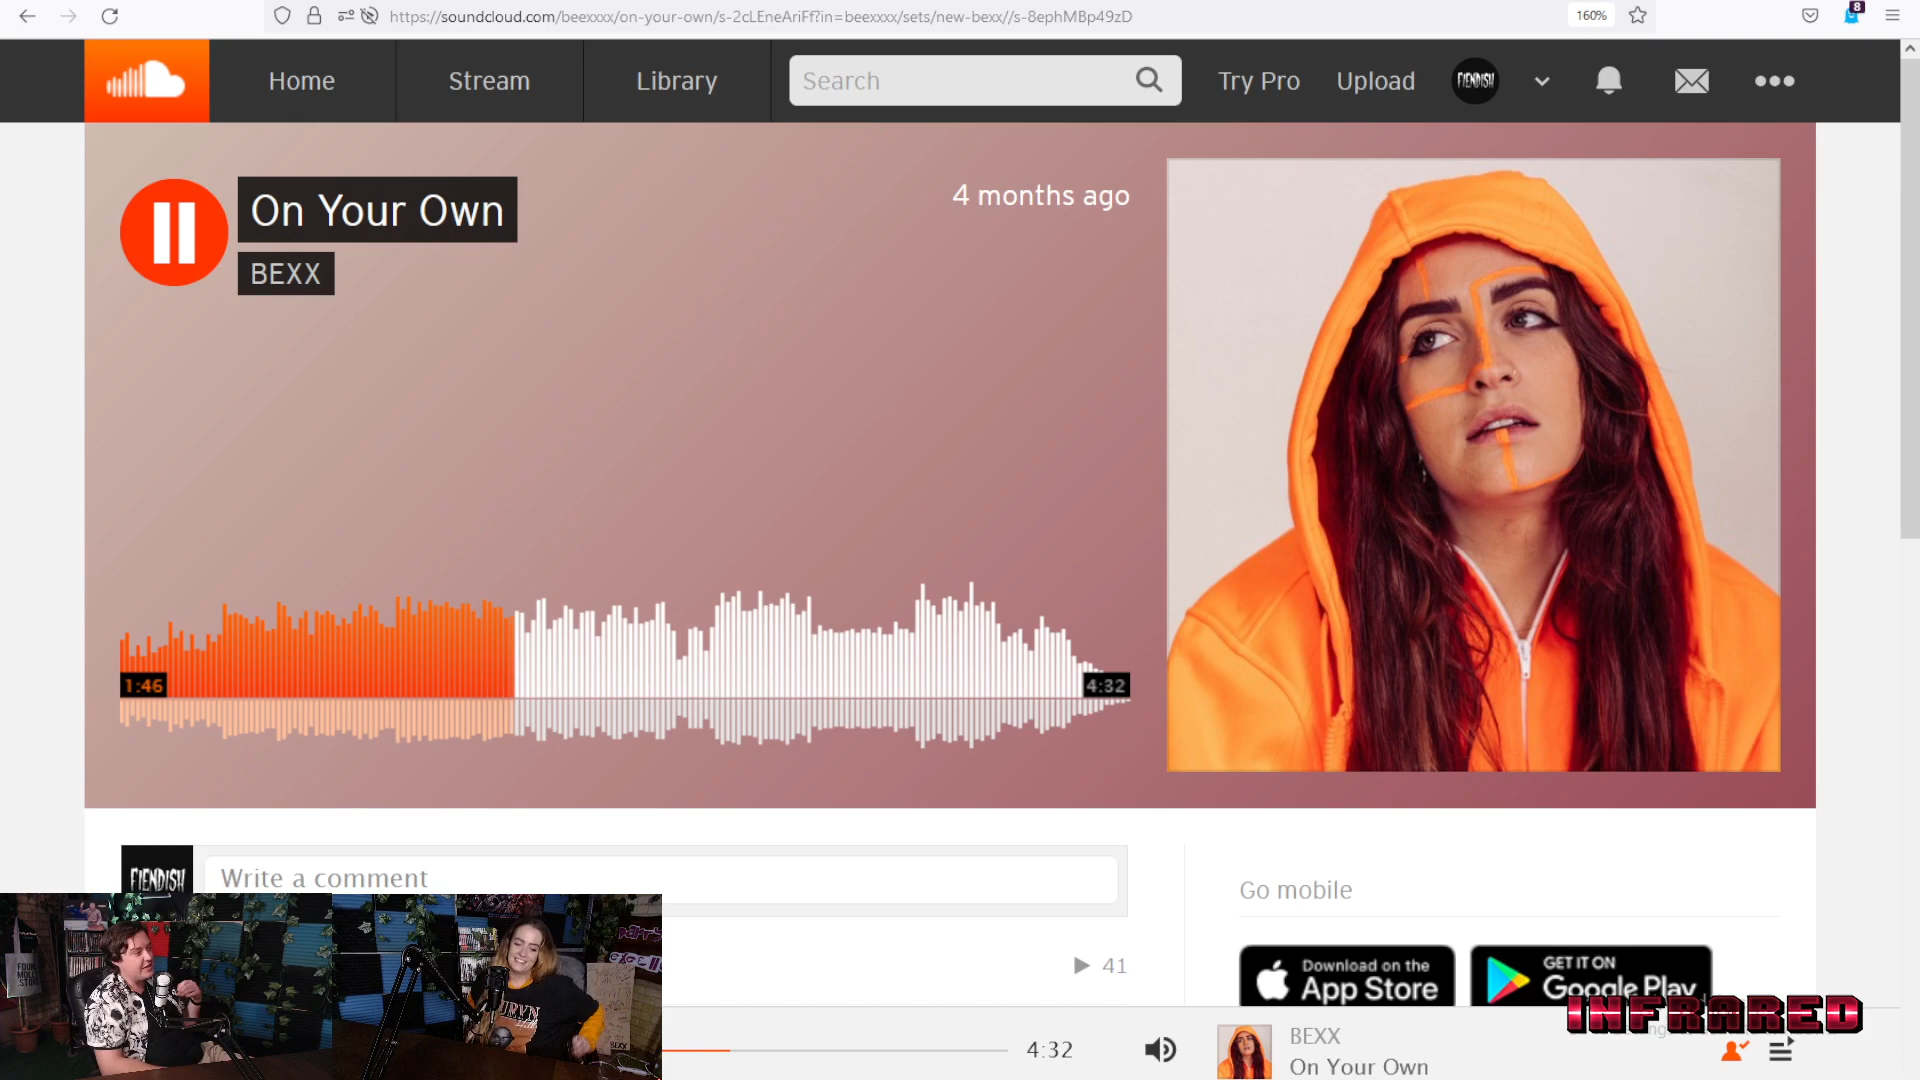 https://soundcloud.com/beexxxx/on-your-own/s-2cLEneAriFf?in=beexxxx/sets/new-bexx//s-8ephMBp49zD
160%
8
Home
Stream
Library
Search
Try Pro
Upload
FIENDISH
On Your Own
BEXX
4 months ago
1:46
4:32
FIENDISH
Write a comment
Go mobile
41
Download on the
App Store
GET IT ON
Google Play
INFRARED
4:32
BEXX
On Your Own